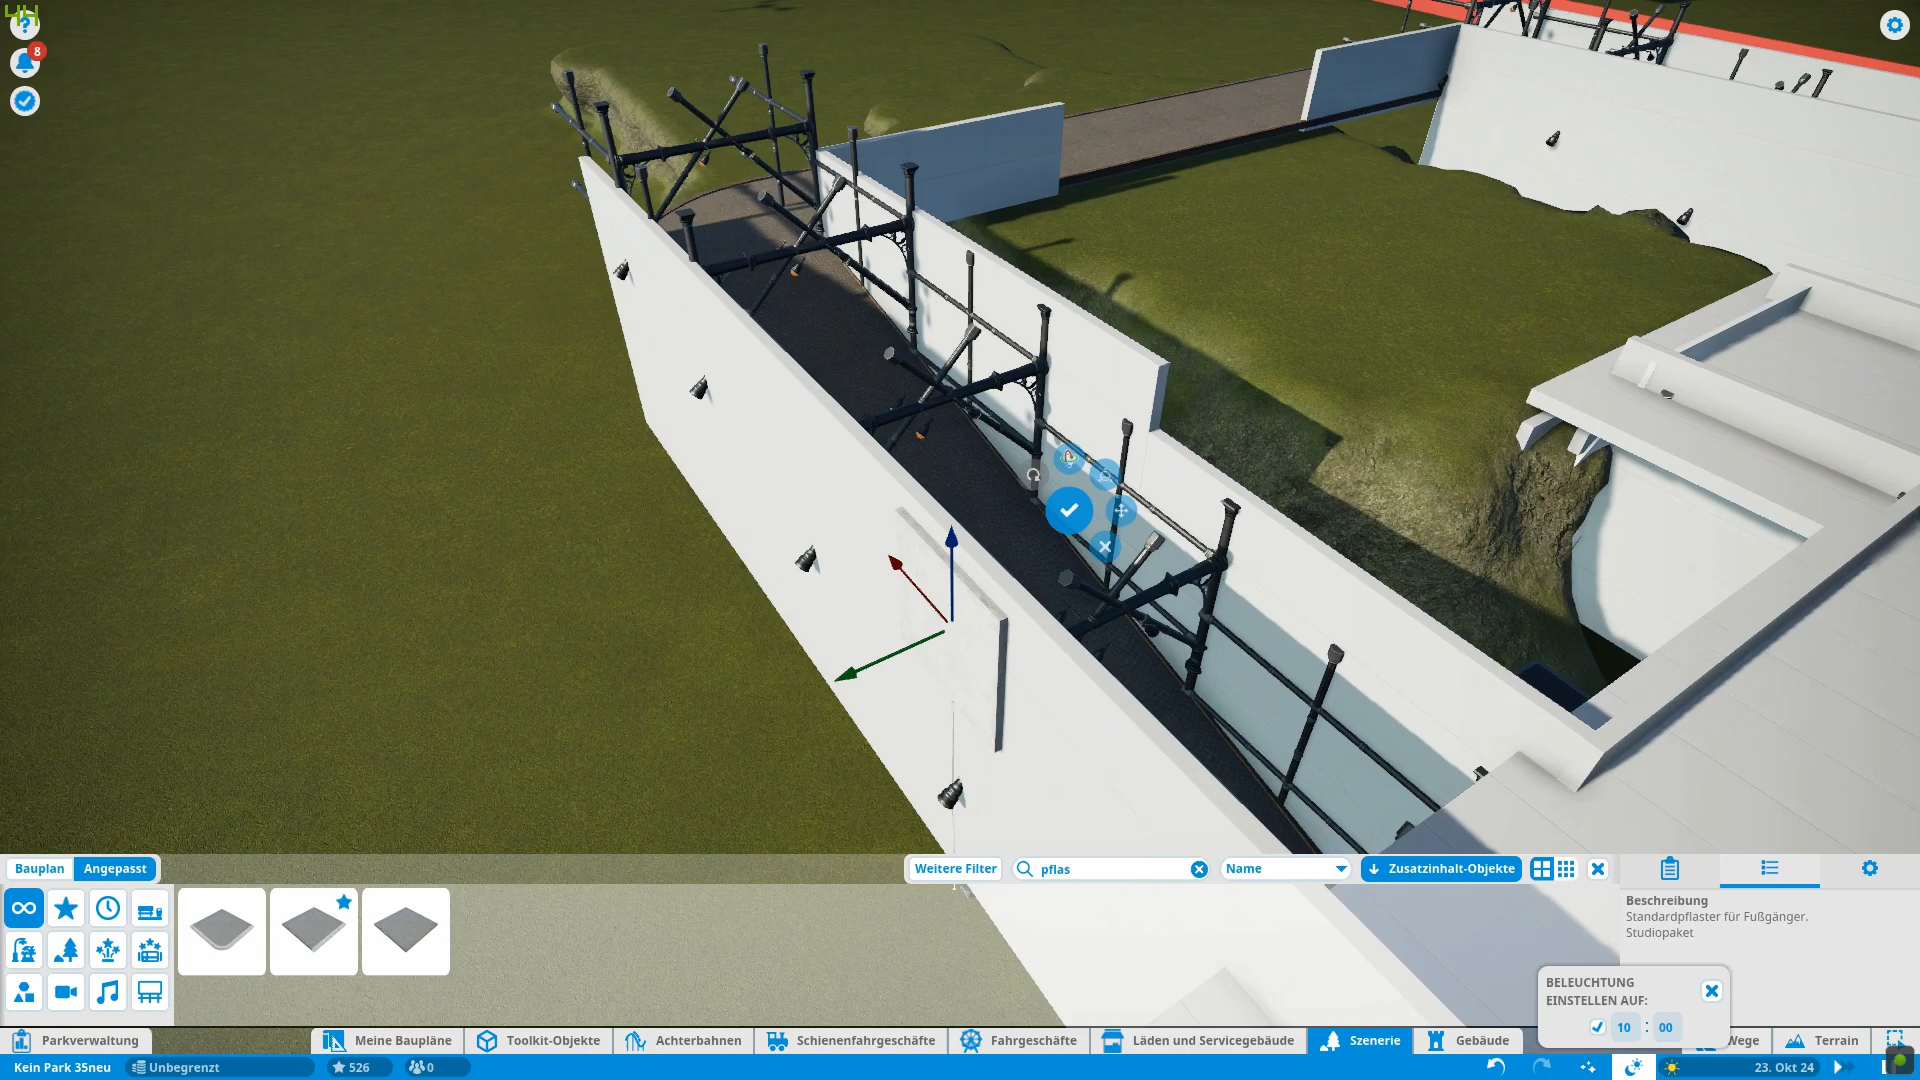 44
?
8
Bauplan
Angepasst
Weitere Filter
pflas
Name
Zusatzinhalt-Objekte
Beschreibung
Standardpflaster für Fußgänger.
Studiopaket
BELEUCHTUNG
EINSTELLEN AUF:
10 : 00
Parkverwaltung
Meine Baupläne
Toolkit-Objekte
Achterbahnen
Schienenfahrgeschäfte
Fahrgeschäfte
Läden und Servicegebäude
Szenerie
Gebäude
Wege
Terrain
Kein Park 35neu
Unbegrenzt
526
0
23. Okt 24